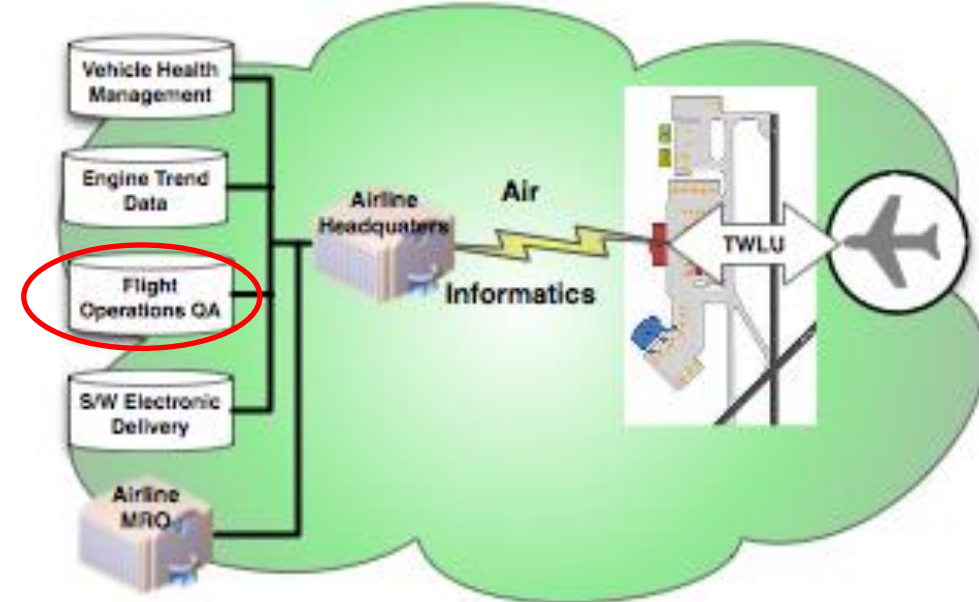 Vehicle Health
Management
Engine Trend
Data
Flight
Operations QA
S/W Electronic
Delivery
Airline
MRO
Airline
Headquaters
Air
Informatics
TWLU